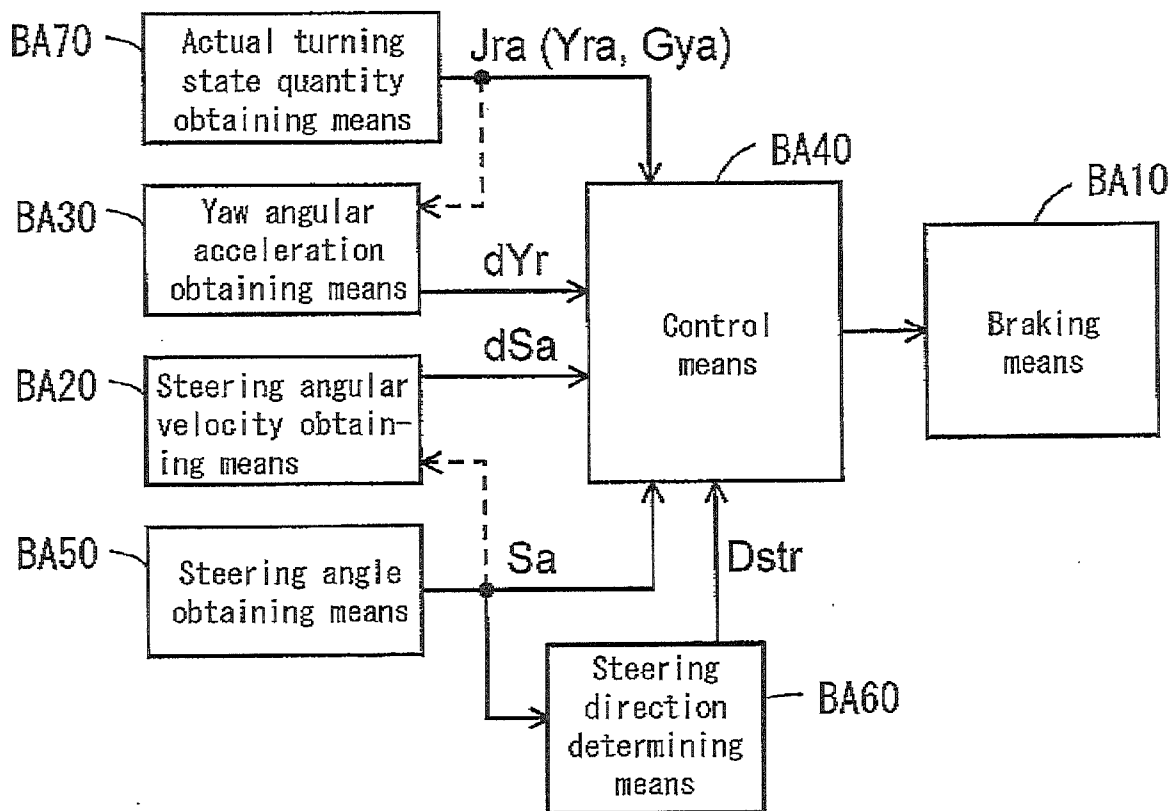 BA70
Actual turning
state quantity
obtaining means
Jra (Yra, Gya)
BA30
Yaw angular
acceleration
obtaining means
dYr
BA20
Steering angular
velocity obtain-
ing means
dSa
BA50
Steering angle
obtaining means
Sa
BA40
Control
means
BA10
Braking
means
Dstr
BA60
Steering
direction
determining
means